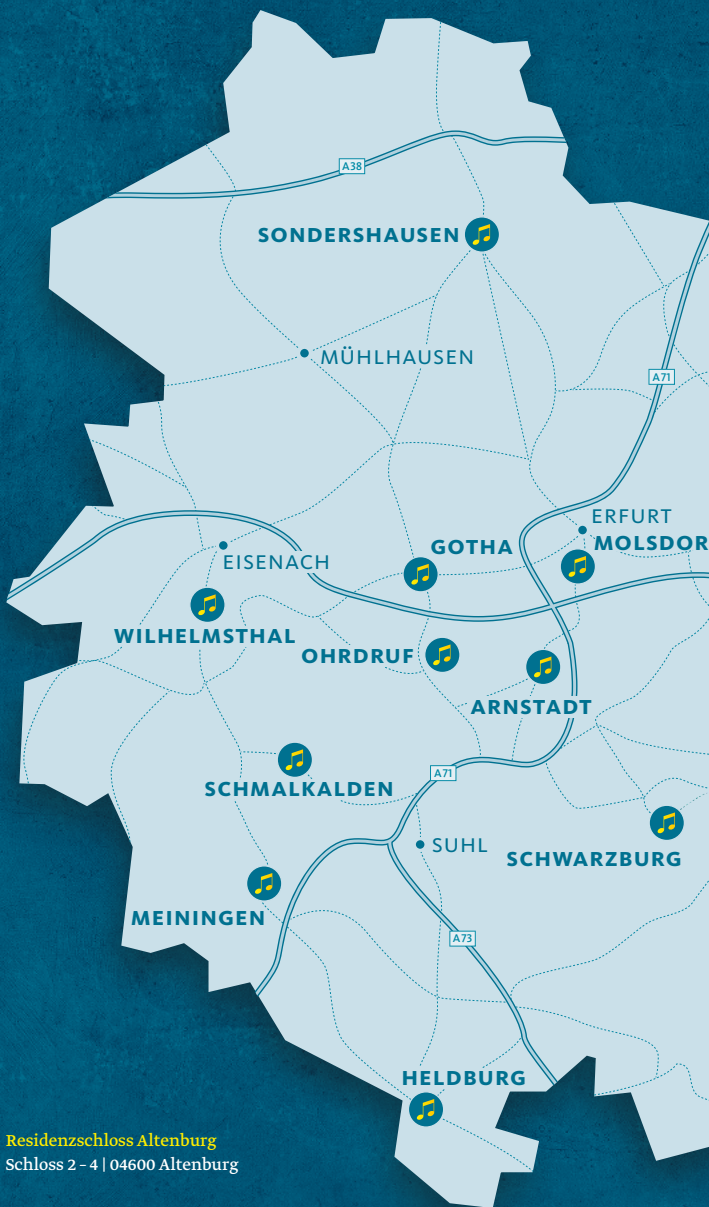 A38
SONDERSHAUSEN
MÜHLHAUSEN
A71
ERFURT
GOTHA
MOLSDOR
EISENACH
WILHELMSTHAL
OHRDRUF
ARNSTADT
A71
SCHMALKALDEN
SUHL
SCHWARZBURG
MEININGEN
A73
HELDBURG
Residenzschloss Altenburg
Schloss 2 - 4 | 04600 Altenburg